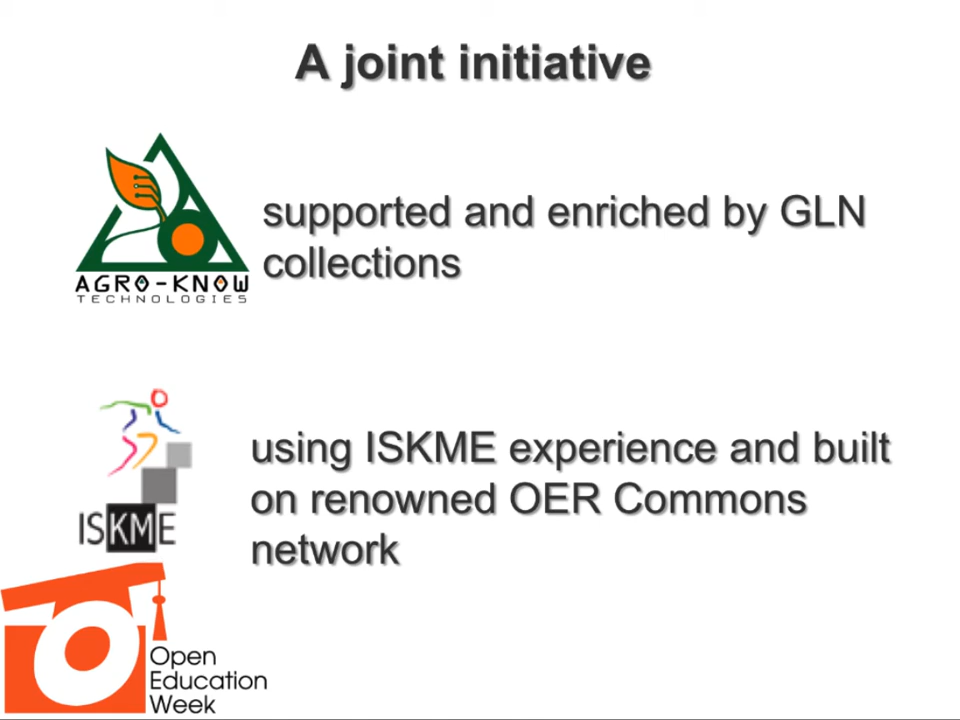 A joint initiative
supported and enriched by GLN
collections
AGRO-KNOW
TECHNOLOGIES
using ISKME experience and built
on renowned OER Commons
network
ISKME
Open
Education
Week